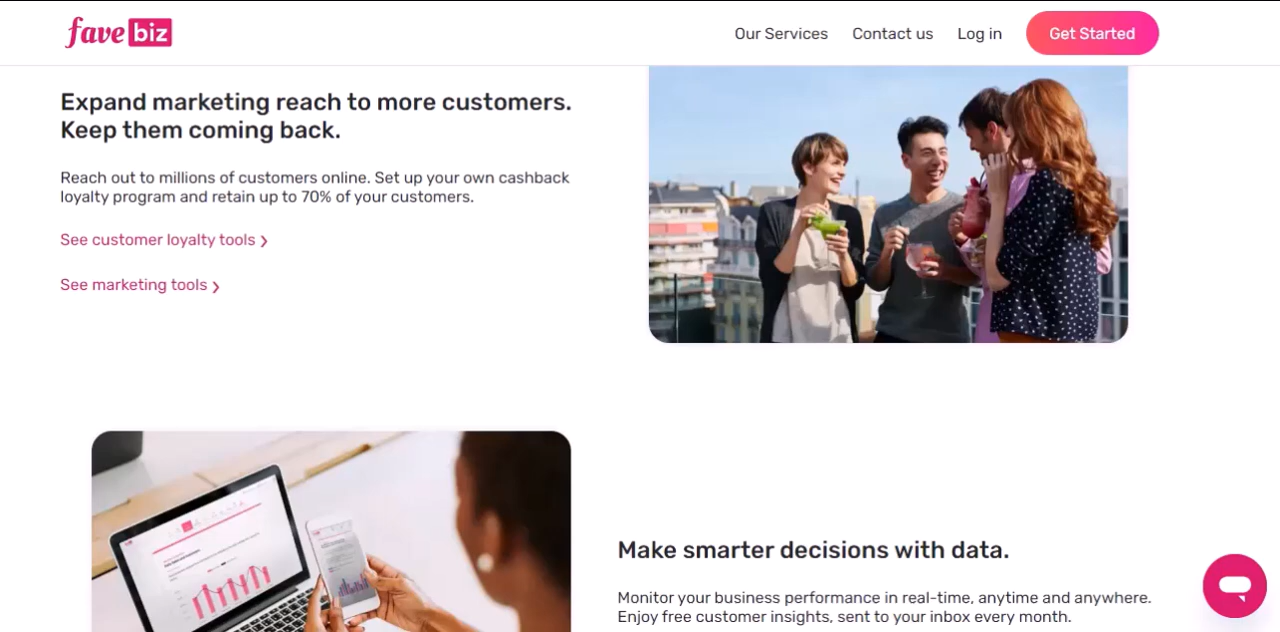 fave biz
Our Services
Contact us
Log in
Get Started
Expand marketing reach to more customers.
Keep them coming back.
Reach out to millions of customers online. Set up your own cashback
loyalty program and retain up to 70% of your customers.
See customer loyalty tools
See marketing tools
Make smarter decisions with data.
Monitor your business performance in real-time, anytime and anywhere.
Enjoy free customer insights, sent to your inbox every month.